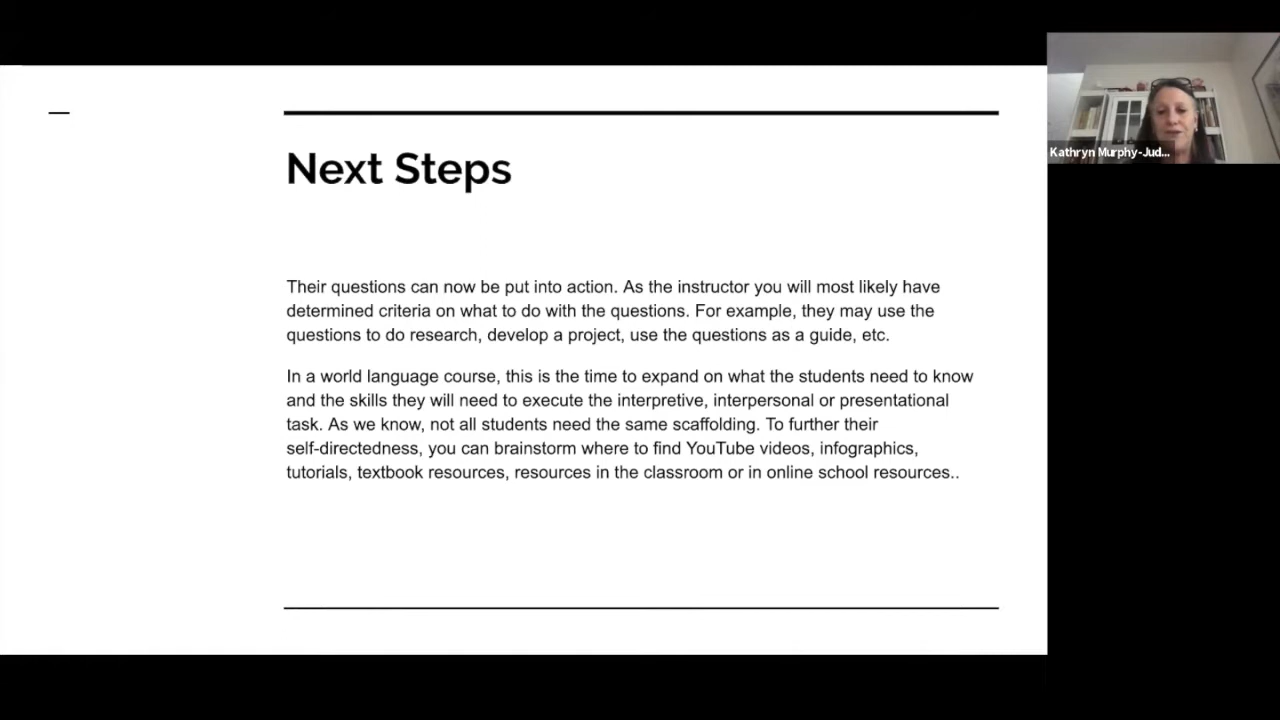 Next Steps
Their questions can now be put into action. As the instructor you will most likely have
determined criteria on what to do with the questions. For example, they may use the
questions to do research, develop a project, use the questions as a guide, etc.
In a world language course, this is the time to expand on what the students need to know
and the skills they will need to execute the interpretive, interpersonal or presentational
task. As we know, not all students need the same scaffolding. To further their
self-directedness, you can brainstorm where to find YouTube videos, infographics,
tutorials, textbook resources, resources in the classroom or in online school resources..
Kathryn Murphy-Jud...